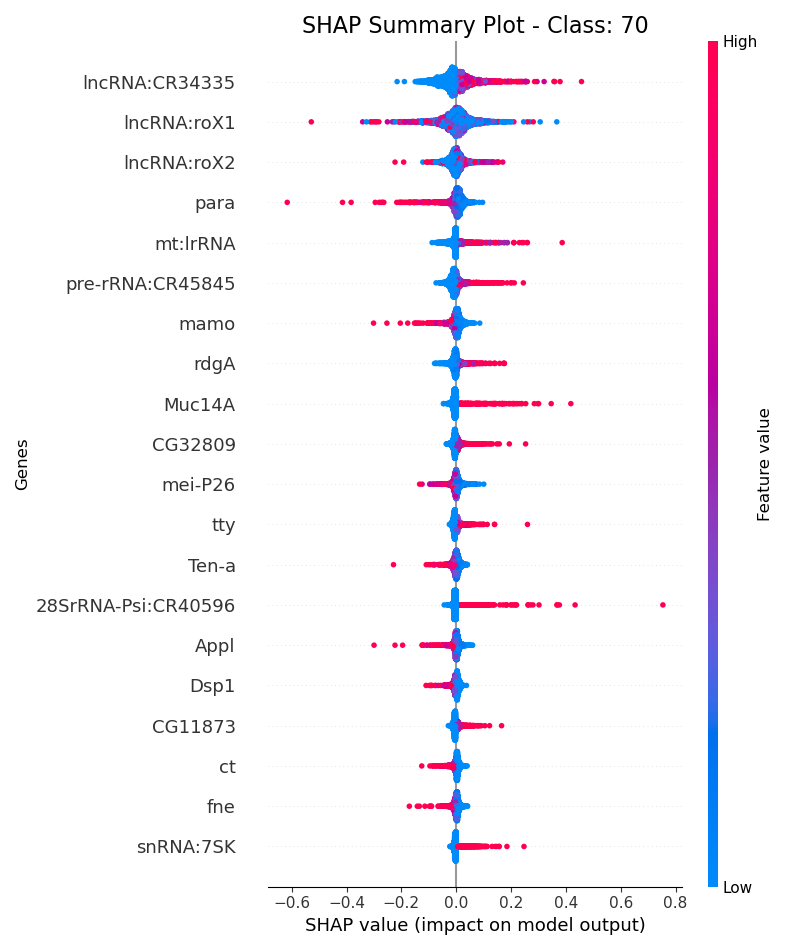 SHAP Summary Plot - Class: 70
High
lncRNA:CR34335
lncRNA:roX1
lncRNA:roX2
para
mt:lrRNA
pre-rRNA:CR45845
mamo
rdgA
Muc14A
CG32809
mei-P26
tty
Ten-a
28SrRNA-Psi:CR40596
Appl
Dsp1
CG11873
ct
fne
snRNA:7SK
Genes
Feature value
Low
−0.6 −0.4 −0.2 0.0 0.2 0.4 0.6 0.8
SHAP value (impact on model output)